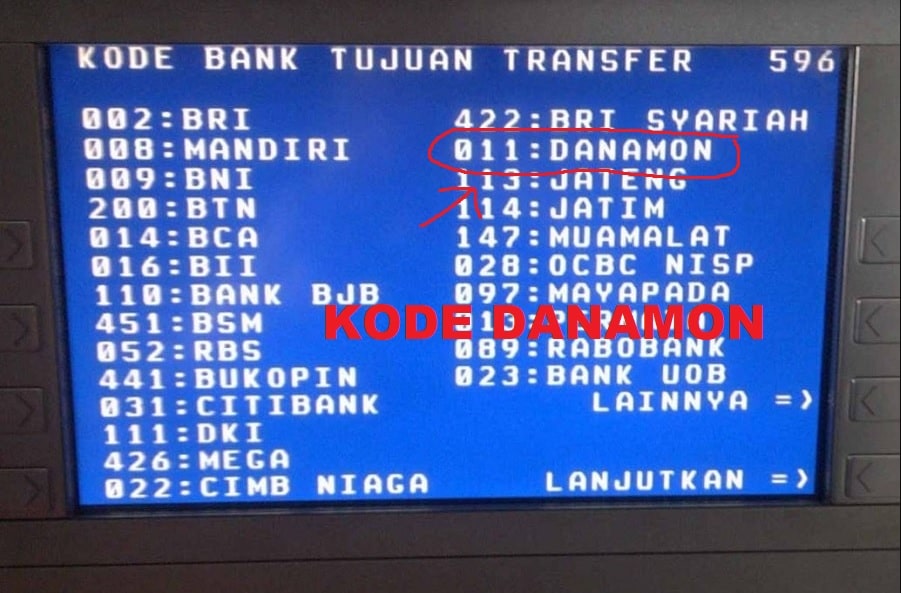 KODE BANK TUJUAN TRANSFER 596
002:BRI
008:MANDIRI
009:BNI
200:BTN
014:BCA
016:BII
110:BANK BJB
451:BSM
052:RBS
441:BUKOPIN
031:CITIBANK
111:DKI
426:MEGA
022:CIMB NIAGA
422:BRI SYARIAH
011:DANAMON
113:JATENG
114:JATIM
147:MUAMALAT
028:OCBC NISP
097:MAYAPADA
KODE DANAMON
089:RABOBANK
023:BANK UOB
LAINNYA =>
LANJUTKAN =>